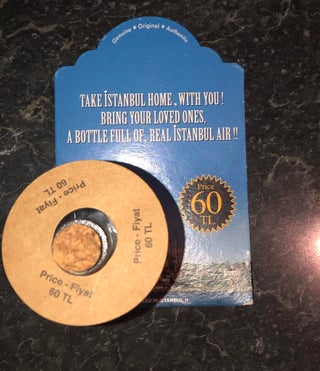 Genuine ✦ Original ✦ Authentic
TAKE İSTANBUL HOME , WITH YOU !
BRING YOUR LOVED ONES,
A BOTTLE FULL OF, REAL İSTANBUL AIR !!
Price
60
TL
Price - Fiyat
60 TL
Price - Fiyat
60 TL
Price - Fiyat
60 TL
İSTANBUL !!